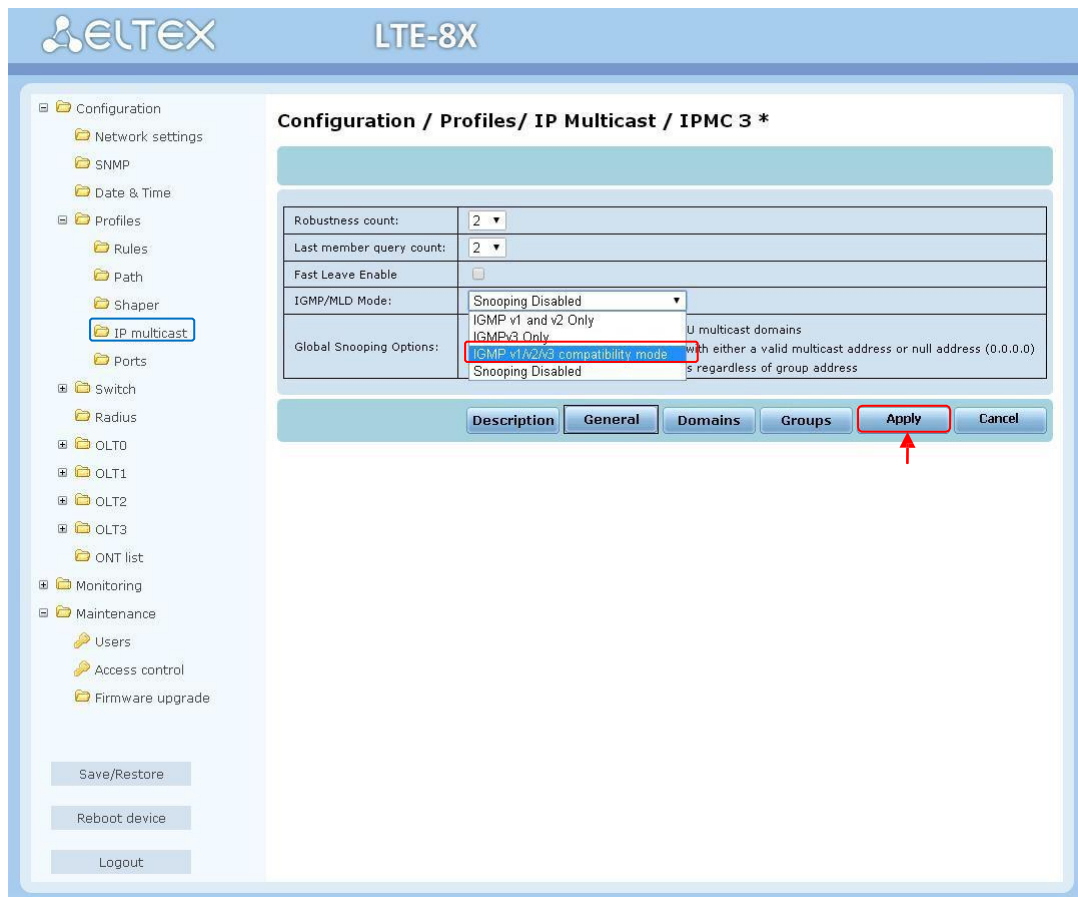 ELTEX
LTE-8X
Configuration
Network settings
SNMP
Date & Time
Profiles
Rules
Path
Shaper
IP multicast
Ports
Switch
Radius
OLT0
OLT1
OLT2
OLT3
ONT list
Monitoring
Maintenance
Users
Access control
Firmware upgrade
Save/Restore
Reboot device
Logout
Configuration / Profiles/ IP Multicast / IPMC 3 *
Robustness count: 2
Last member query count: 2
Fast Leave Enable
IGMP/MLD Mode: Snooping Disabled
IGMP v1 and v2 Only
IGMPv3 Only
IGMP v1/v2/v3 compatibility mode
Snooping Disabled
Global Snooping Options:
U multicast domains
with either a valid multicast address or null address (0.0.0.0)
s regardless of group address
Description General Domains Groups Apply Cancel